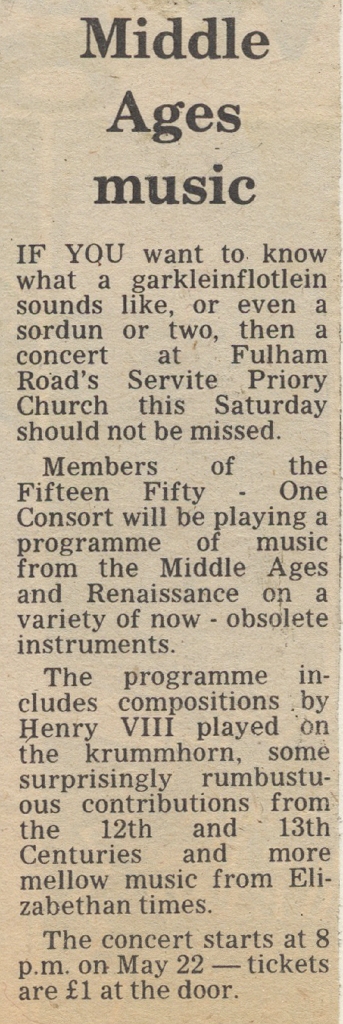 Middle
Ages
music
IF YOU want to know
what a garkleinflotlein
sounds like, or even a
sordun or two, then a
concert at Fulham
Road's Servite Priory
Church this Saturday
should not be missed.
Members of the
Fifteen Fifty - One
Consort will be playing a
programme of music
from the Middle Ages
and Renaissance on a
variety of now - obsolete
instruments.
The programme in-
cludes compositions by
Henry VIII played on
the krummhorn, some
surprisingly rumbustu-
ous contributions from
the 12th and 13th
Centuries and more
mellow music from Eli-
zabethan times.
The concert starts at 8
p.m. on May 22 — tickets
are £1 at the door.